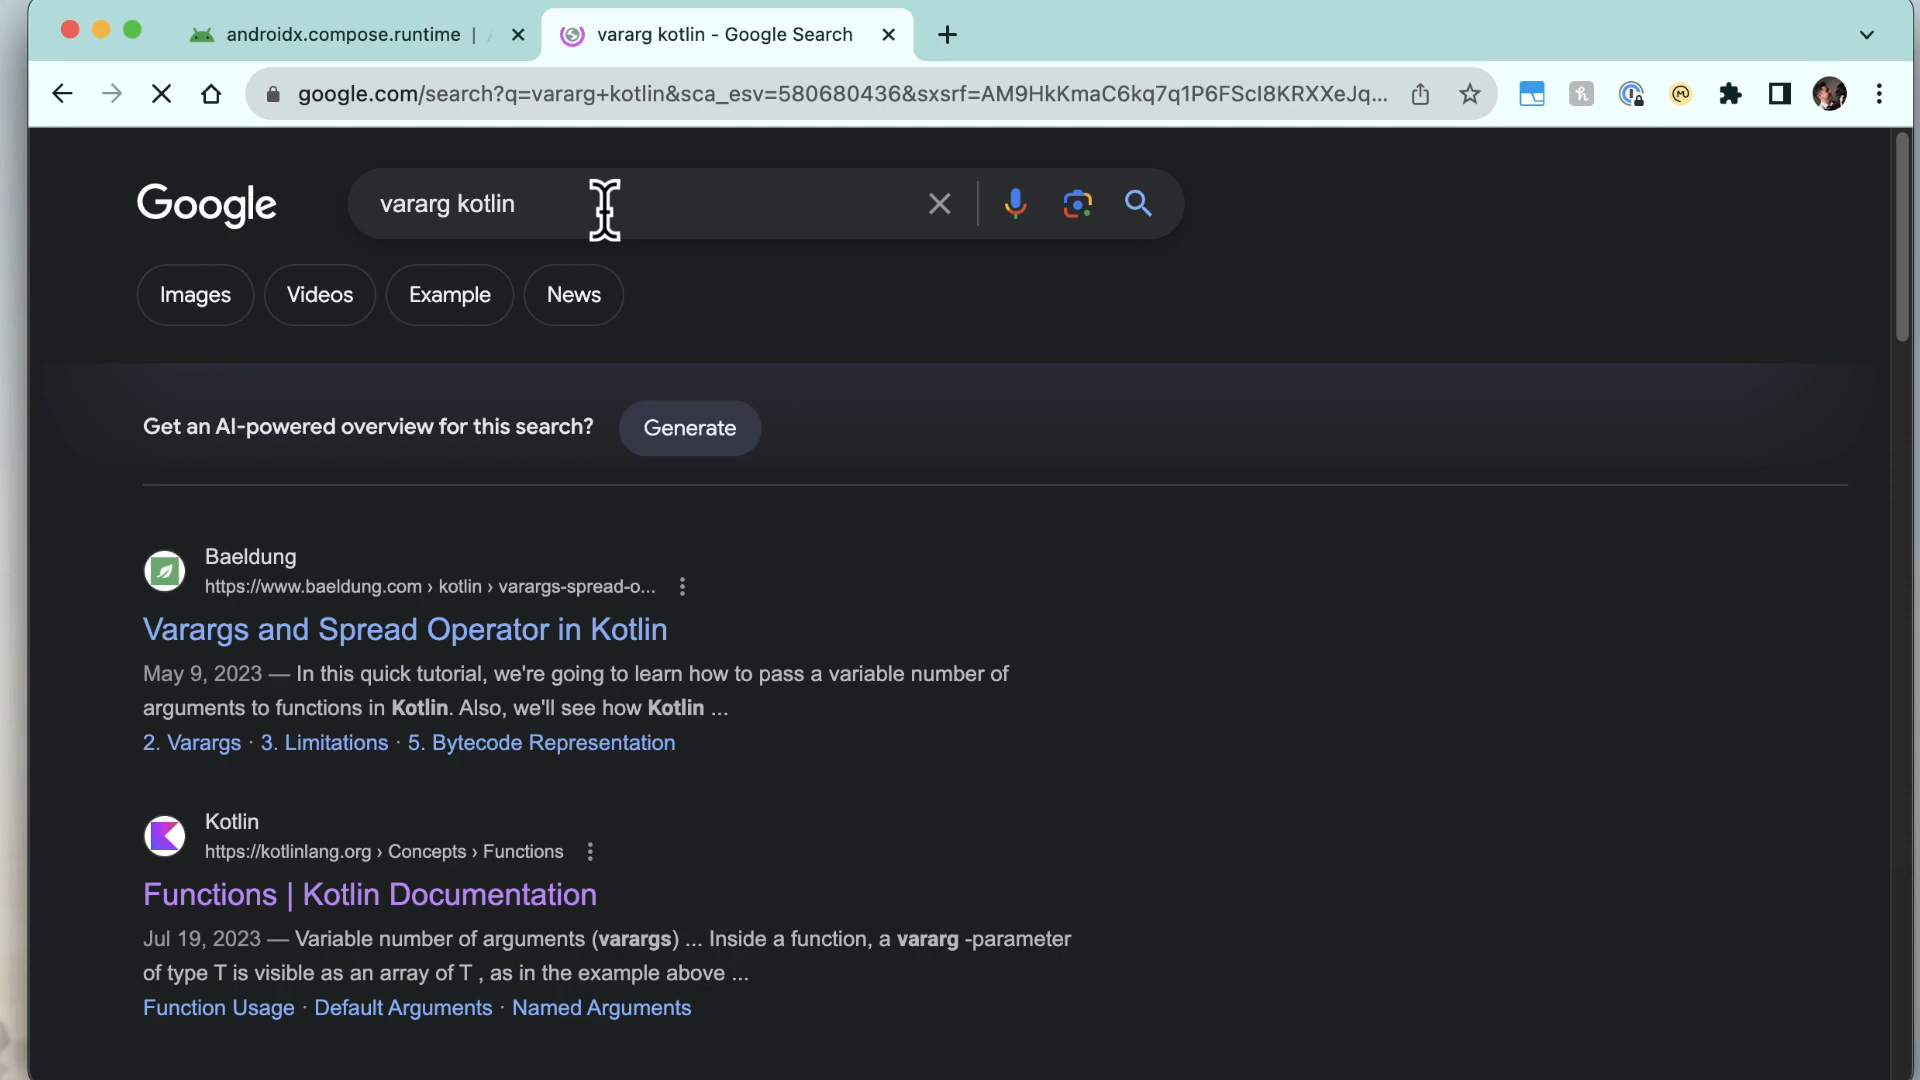 androidx.compose.runtime |
vararg kotlin - Google Search
google.com/search?q=vararg+kotlin&sca_esv=580680436&sxsrf=AM9HkKmaC6kq7q1P6FScI8KRXXeJq...
Google
vararg kotlin
Images
Videos
Example
News
Get an AI-powered overview for this search?
Generate
Baeldung
https://www.baeldung.com › kotlin › varargs-spread-o...
Varargs and Spread Operator in Kotlin
May 9, 2023 — In this quick tutorial, we're going to learn how to pass a variable number of
arguments to functions in Kotlin. Also, we'll see how Kotlin ...
2. Varargs · 3. Limitations · 5. Bytecode Representation
Kotlin
https://kotlinlang.org › Concepts › Functions
Functions | Kotlin Documentation
Jul 19, 2023 — Variable number of arguments (varargs) ... Inside a function, a vararg -parameter
of type T is visible as an array of T , as in the example above ...
Function Usage · Default Arguments · Named Arguments